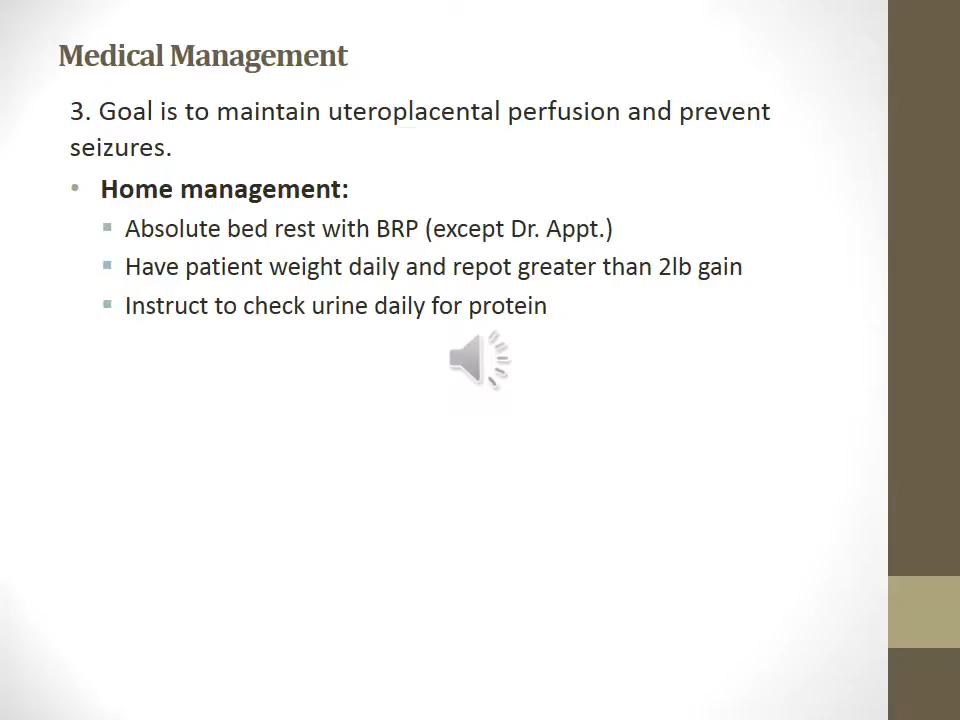 Medical Management
3. Goal is to maintain uteroplacental perfusion and prevent
seizures.
• Home management:
▪ Absolute bed rest with BRP (except Dr. Appt.)
▪ Have patient weight daily and repot greater than 2lb gain
▪ Instruct to check urine daily for protein